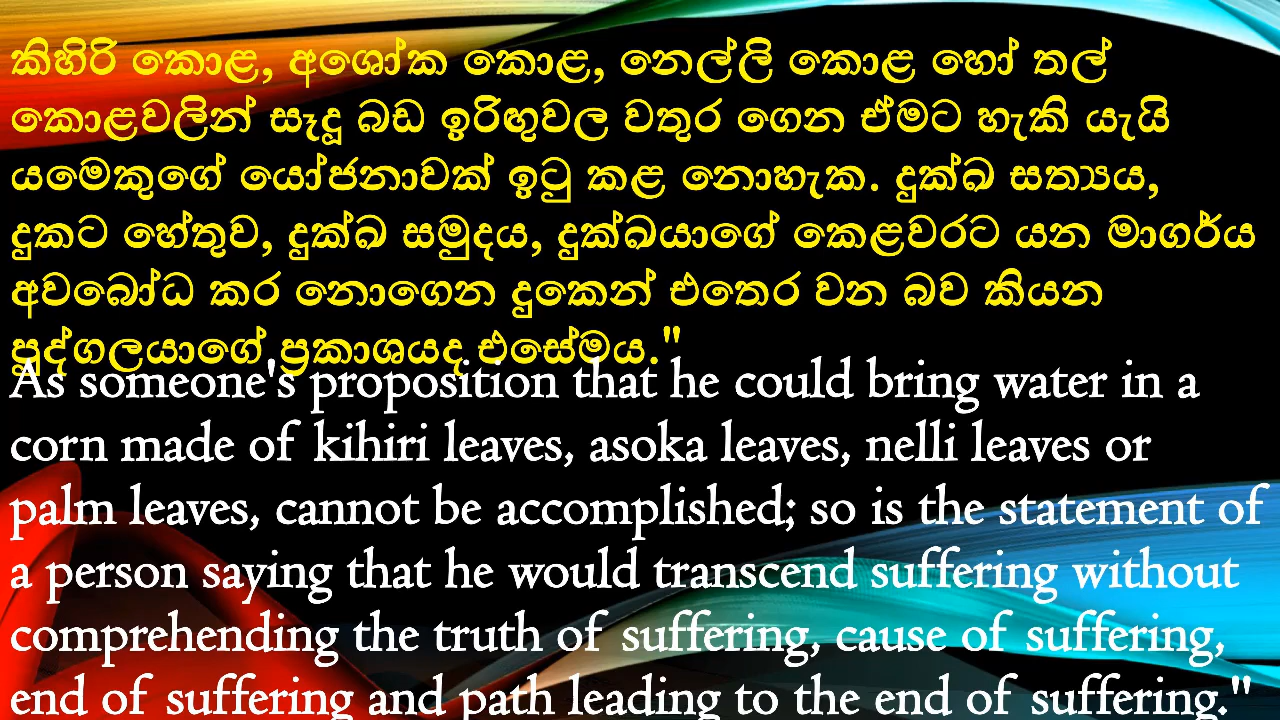 කිහිරි කොළ, අශෝක කොළ, නෙල්ලි කොළ හෝ තල්
කොළවලින් සෑදූ බඩ ඉරිඟුවල වතුර ගෙන ඒමට හැකි යැයි
යමෙකුගේ යෝජනාවක් ඉටු කළ නොහැක. දුක්ඛ සත්‍යය,
දුකට හේතුව, දුක්ඛ සමුදය, දුක්ඛයාගේ කෙළවරට යන මාගර්ය
අවබෝධ කර නොගෙන දුකෙන් එතෙර වන බව කියන
පුද්ගලයාගේ ප්‍රකාශයද එසේමය."
As someone's proposition that he could bring water in a
corn made of kihiri leaves, asoka leaves, nelli leaves or
palm leaves, cannot be accomplished; so is the statement of
a person saying that he would transcend suffering without
comprehending the truth of suffering, cause of suffering,
end of suffering and path leading to the end of suffering."